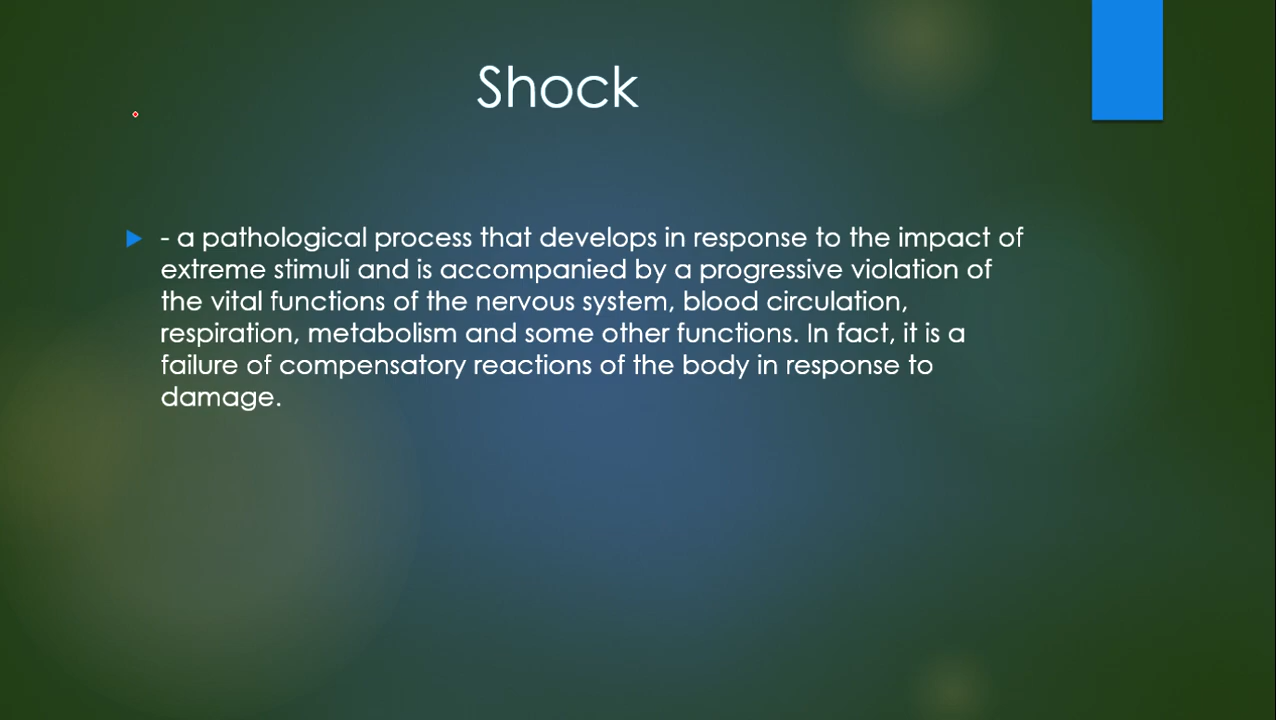 Shock
- a pathological process that develops in response to the impact of
extreme stimuli and is accompanied by a progressive violation of
the vital functions of the nervous system, blood circulation,
respiration, metabolism and some other functions. In fact, it is a
failure of compensatory reactions of the body in response to
damage.